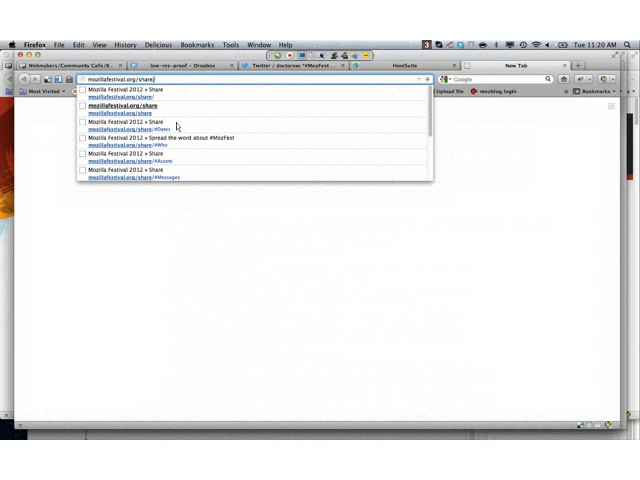 Firefox File Edit View History Delicious Bookmarks Tools Window Help 3 Tue 11:20 AM
Webmakers/Community Calls/8... low-res-proof – Dropbox Twitter / doctorow: "#MozFest ... HootSuite New Tab
mozillafestival.org/share/ Google
Most Visited Upload file mozblog login Bookmarks
Mozilla Festival 2012 » Share
mozillafestival.org/share/
mozillafestival.org/share
mozillafestival.org/share
Mozilla Festival 2012 » Share
mozillafestival.org/share/#Dates
Mozilla Festival 2012 » Spread the word about #MozFest
mozillafestival.org/share/#Who
Mozilla Festival 2012 » Share
mozillafestival.org/share/#Assets
Mozilla Festival 2012 » Share
mozillafestival.org/share/#Messages